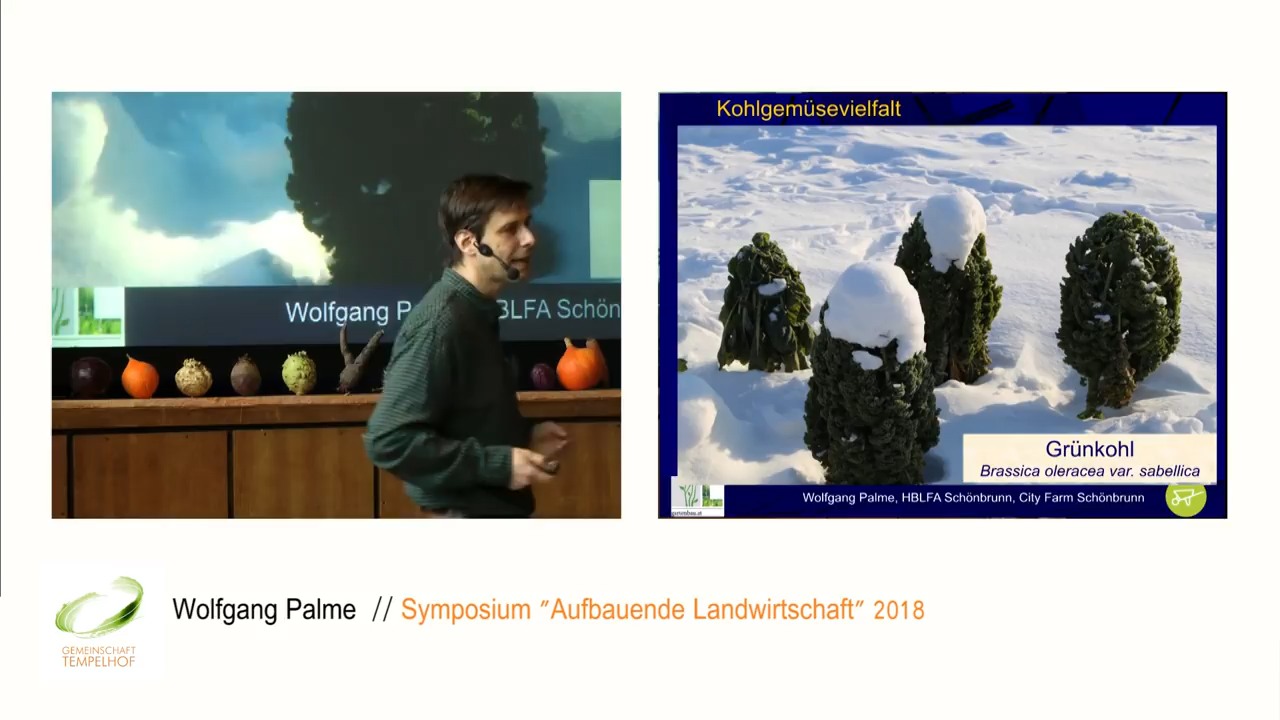 Wolfgang P
BLFA Schön
Kohlgemüsevielfalt
Grünkohl
Brassica oleracea var. sabellica
Wolfgang Palme, HBLFA Schönbrunn, City Farm Schönbrunn
Wolfgang Palme // Symposium "Aufbauende Landwirtschaft" 2018
GEMEINSCHAFT
TEMPELHOF